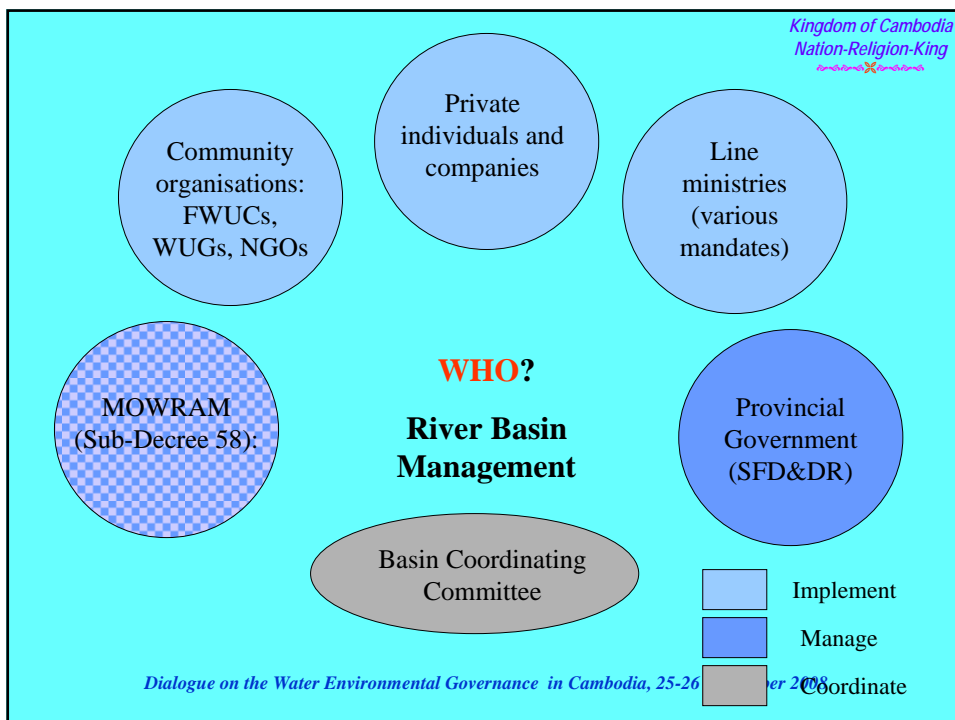 Kingdom of Cambodia
Nation-Religion-King
Private
individuals and
companies
Community
organisations:
FWUCs,
WUGs, NGOs
Line
ministries
(various
mandates)
MOWRAM
(Sub-Decree 58):
WHO?
River Basin
Management
Provincial
Government
(SFD&DR)
Basin Coordinating
Committee
Implement
Manage
Coordinate
Dialogue on the Water Environmental Governance in Cambodia, 25-26 ber 2008